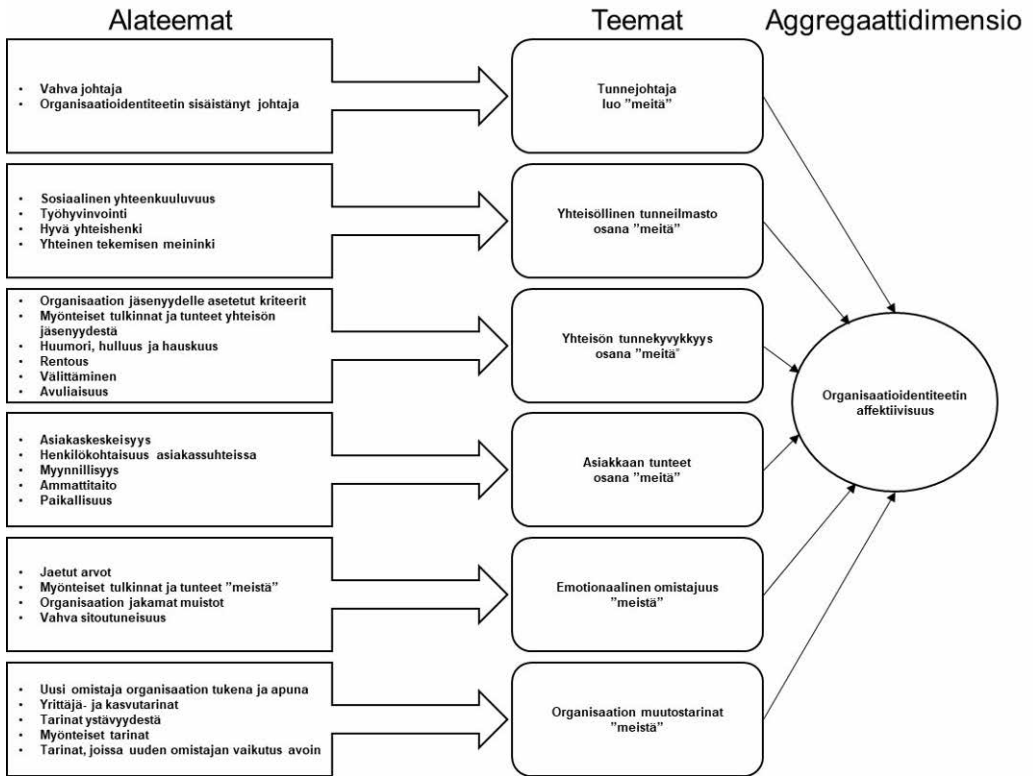 Alateemat
Teemat
Aggregaattidimensio
• Vahva johtaja
• Organisaatioidentiteetin sisäistänyt johtaja
Tunnejohtaja
luo ”meitä”
• Sosiaalinen yhteenkuuluvuus
• Työhyvinvointi
• Hyvä yhteishenki
• Yhteinen tekemisen meininki
Yhteisöllinen tunneilmasto
osana ”meitä”
• Organisaation jäsenyydelle asetetut kriteerit
• Myönteiset tulkinnat ja tunteet yhteisön
jäsenyydestä
• Huumori, hulluus ja hauskuus
• Rentous
• Välittäminen
• Avuliaisuus
Yhteisön tunnekyvykkyys
osana ”meitä”
• Asiakaskeskeisyys
• Henkilökohtaisuus asiakassuhteissa
• Myynnillisyys
• Ammattitaito
• Paikallisuus
Asiakkaan tunteet
osana ”meitä”
• Jaetut arvot
• Myönteiset tulkinnat ja tunteet ”meistä”
• Organisaation jakamat muistot
• Vahva sitoutuneisuus
Emotionaalinen omistajuus
”meistä”
• Uusi omistaja organisaation tukena ja apuna
• Yrittäjä- ja kasvutarinat
• Tarinat ystävyydestä
• Myönteiset tarinat
• Tarinat, joissa uuden omistajan vaikutus avoin
Organisaation muutostarinat
”meistä”
Organisaatioidentiteetin
affektiivisuus